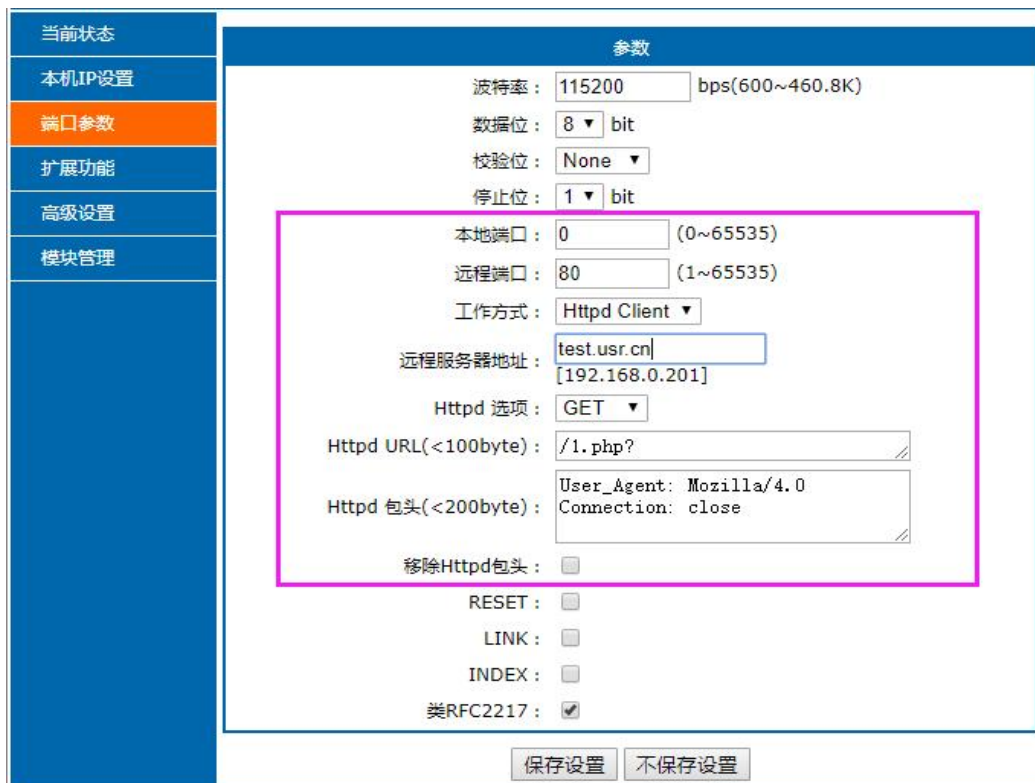 当前状态
本机IP设置
端口参数
扩展功能
高级设置
模块管理
参数
波特率： 115200 bps(600~460.8K)
数据位： 8 bit
校验位： None
停止位： 1 bit
本地端口： 0 (0~65535)
远程端口： 80 (1~65535)
工作方式： Httpd Client
远程服务器地址： test.usr.cn
[192.168.0.201]
Httpd 选项： GET
Httpd URL(<100byte)： /1.php?
Httpd 包头(<200byte)： User_Agent: Mozilla/4.0
Connection: close
移除Httpd包头：
RESET：
LINK：
INDEX：
类RFC2217：
保存设置 不保存设置